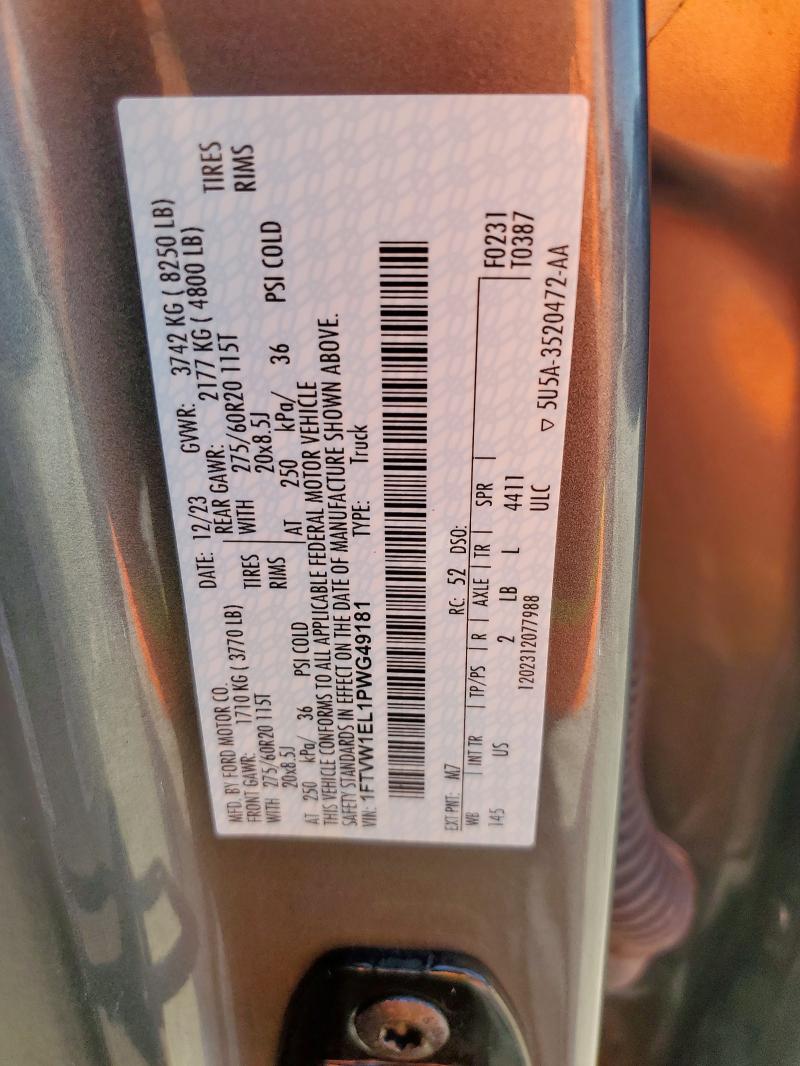 MFD. BY FORD MOTOR CO.
DATE: 12/23 GVWR: 3742 KG ( 8250 LB)
FRONT GAWR: 1710 KG ( 3770 LB)
REAR GAWR: 2177 KG ( 4800 LB)
WITH 275/60R20 115T TIRES
WITH 275/60R20 115T TIRES
20x8.5J RIMS
20x8.5J RIMS
AT 250 kPa/ 36 PSI COLD
AT 250 kPa/ 36 PSI COLD
THIS VEHICLE CONFORMS TO ALL APPLICABLE FEDERAL MOTOR VEHICLE
SAFETY STANDARDS IN EFFECT ON THE DATE OF MANUFACTURE SHOWN ABOVE.
VIN: 1FTVW1EL1PWG49181 TYPE: Truck
EXT PNT: M7 RC: 52 DSO:
F0231
WB INT TR TP/PS R AXLE TR SPR
T0387
145 US 2 LB L 4411
1202312077988 ULC ▽ 5U5A-3520472-AA